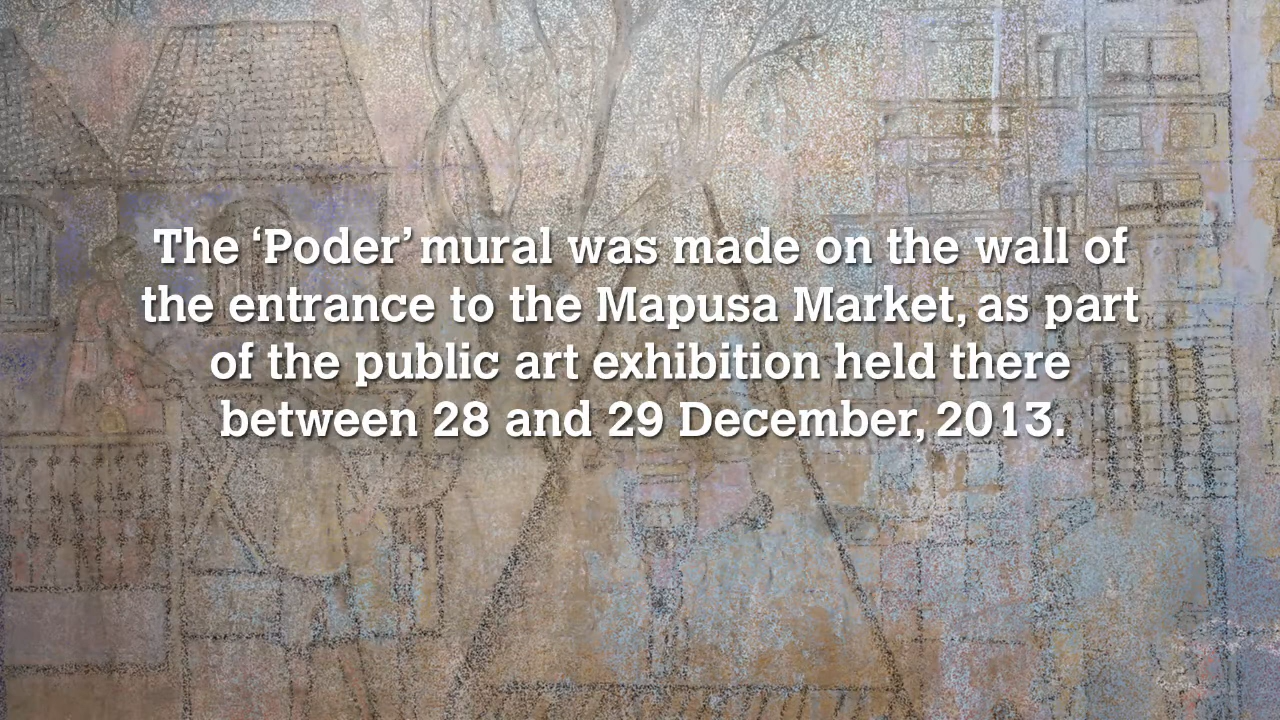 The ‘Poder’ mural was made on the wall of
the entrance to the Mapusa Market, as part
of the public art exhibition held there
between 28 and 29 December, 2013.